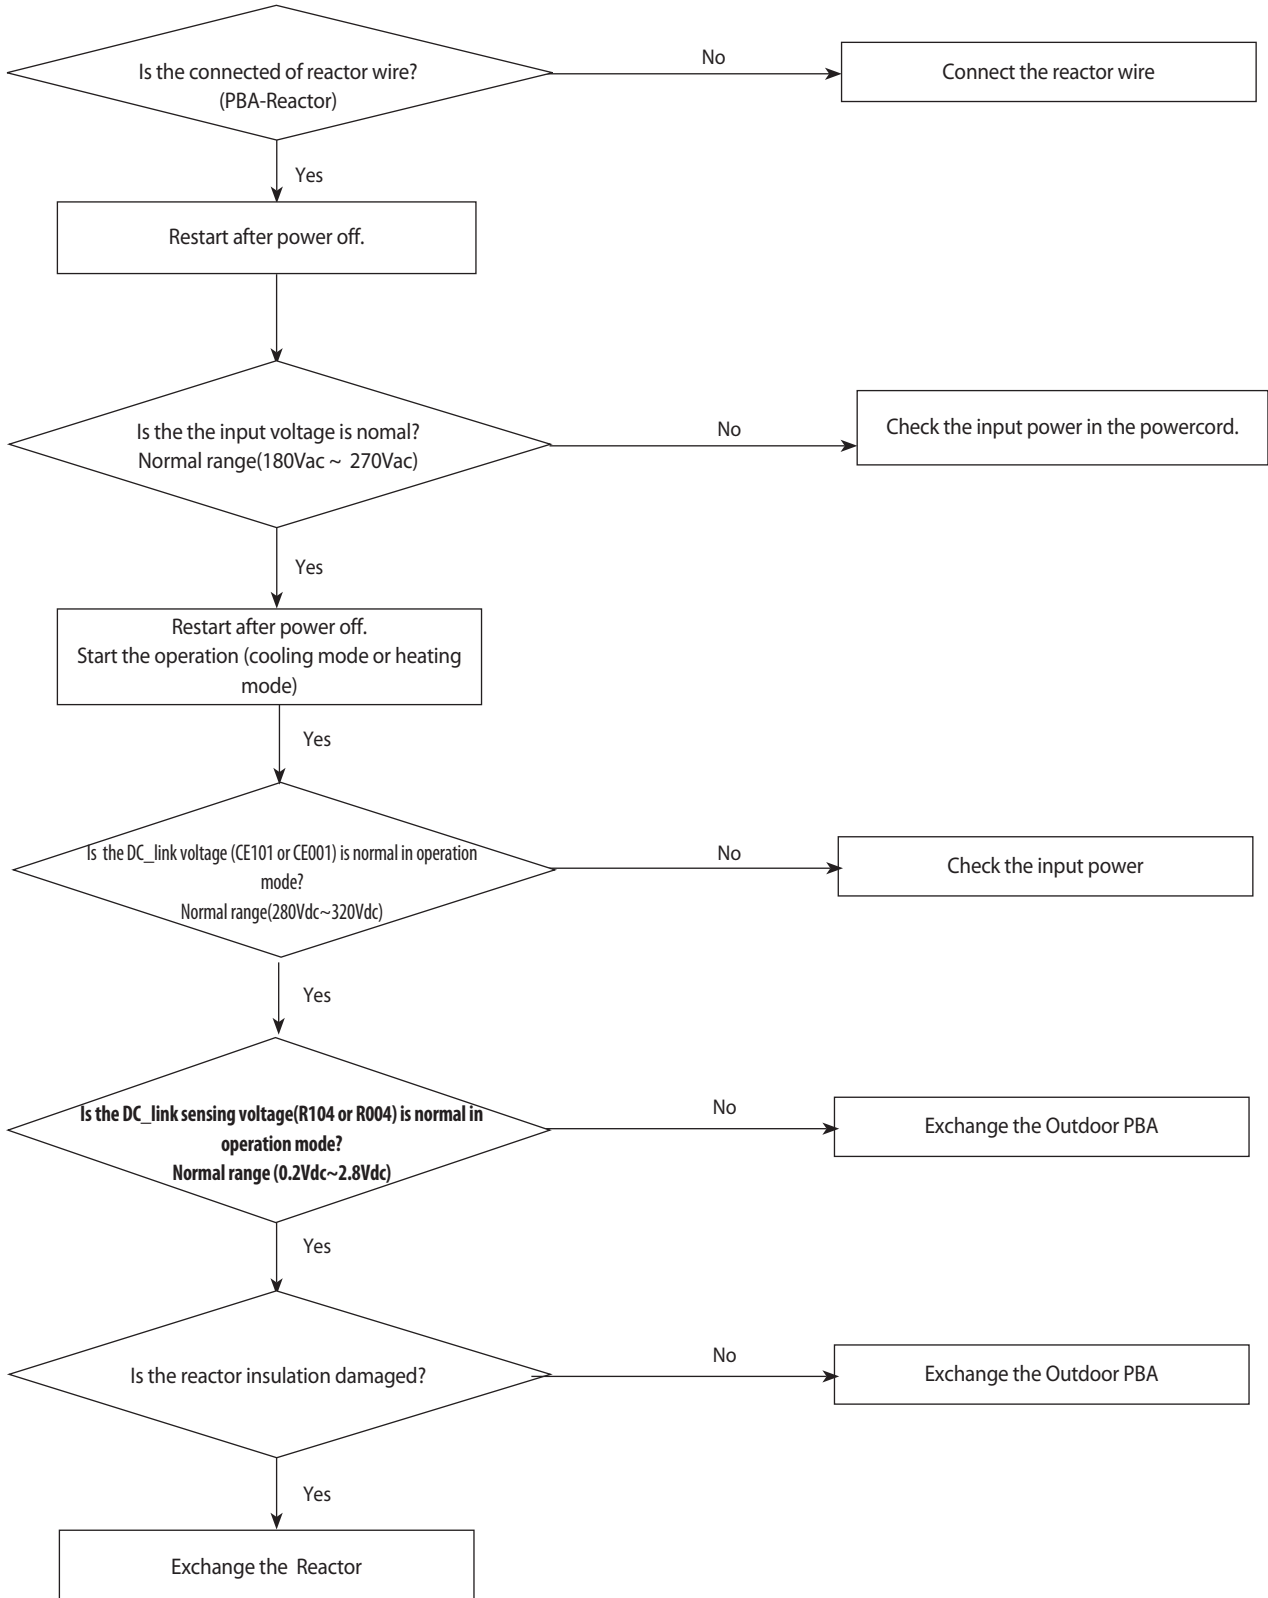 Is the connected of reactor wire?
(PBA-Reactor)
No
Connect the reactor wire
Yes
Restart after power off.
Is the the input voltage is nomal?
Normal range(180Vac ~ 270Vac)
No
Check the input power in the powercord.
Yes
Restart after power off.
Start the operation (cooling mode or heating
mode)
Yes
Is the DC_link voltage (CE101 or CE001) is normal in operation
mode?
Normal range(280Vdc~320Vdc)
No
Check the input power
Yes
Is the DC_link sensing voltage(R104 or R004) is normal in
operation mode?
Normal range (0.2Vdc~2.8Vdc)
No
Exchange the Outdoor PBA
Yes
Is the reactor insulation damaged?
No
Exchange the Outdoor PBA
Yes
Exchange the Reactor